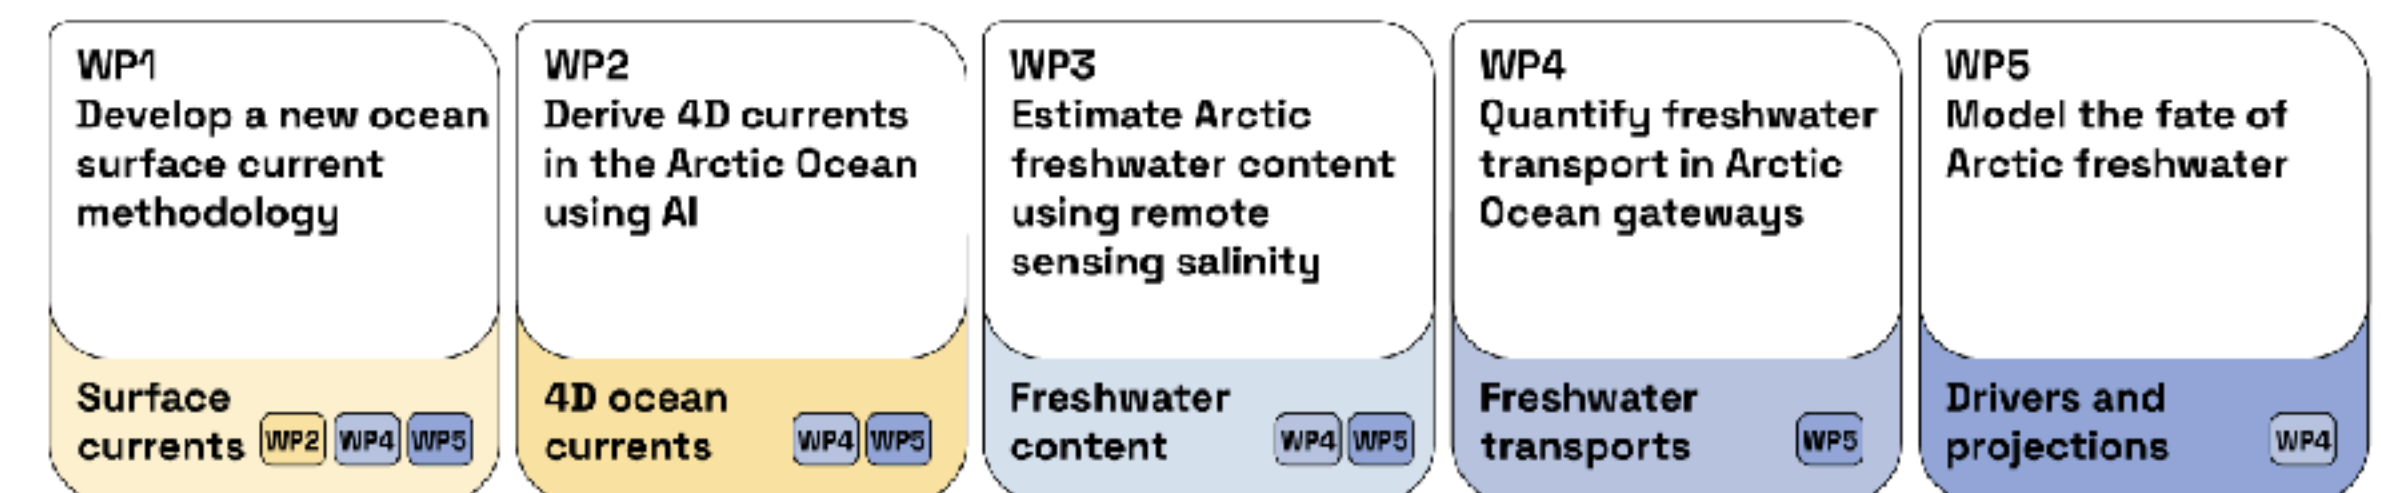 WP1
Develop a new ocean
surface current
methodology
Surface
currents
WP2 WP4 WP5
WP2
Derive 4D currents
in the Arctic Ocean
using AI
4D ocean
currents
WP4 WP5
WP3
Estimate Arctic
freshwater content
using remote
sensing salinity
Freshwater
content
WP4 WP5
WP4
Quantify freshwater
transport in Arctic
Ocean gateways
Freshwater
transports
WP5
WP5
Model the fate of
Arctic freshwater
Drivers and
projections
WP4